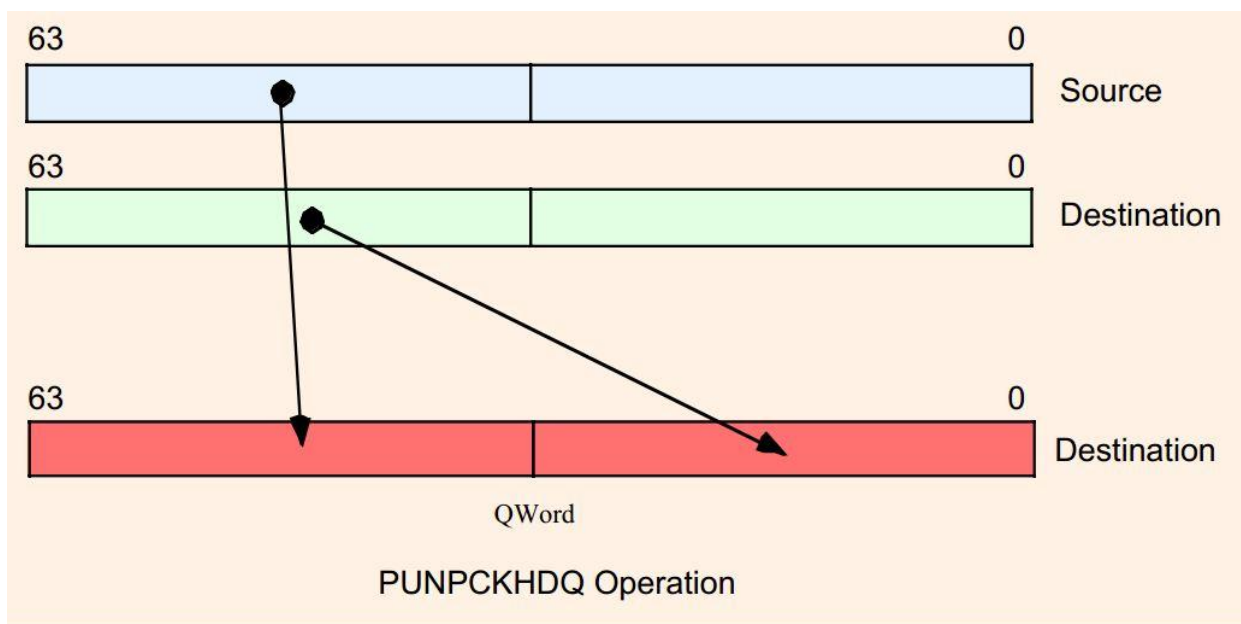 63 0
Source
63 0
Destination
63 0
Destination
QWord
PUNPCKHDQ Operation